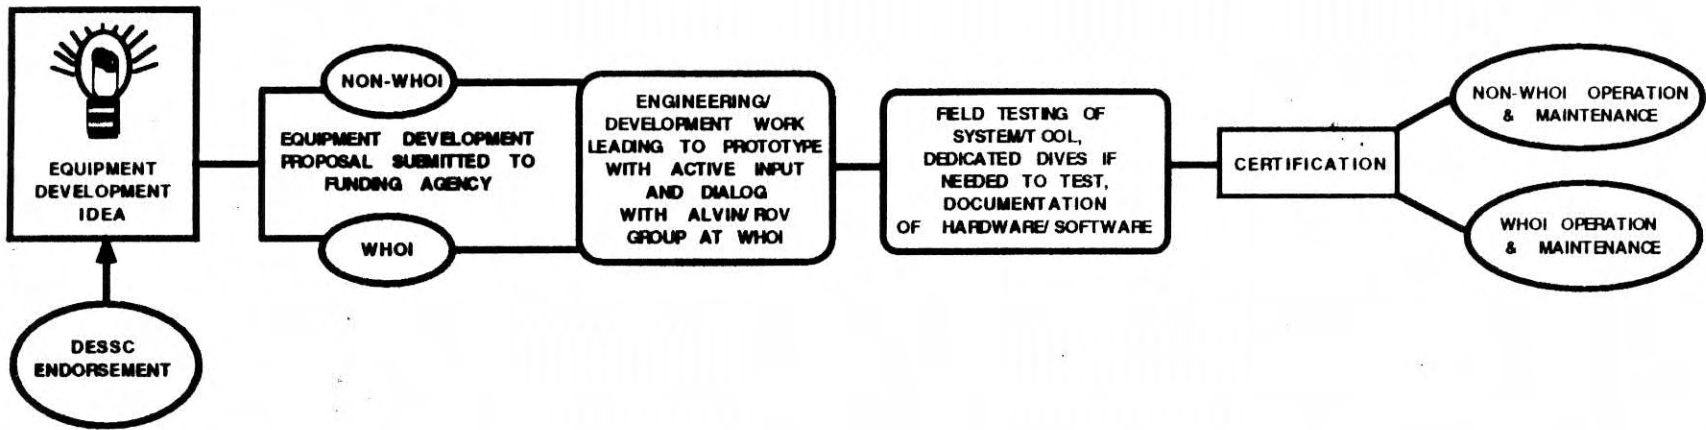 EQUIPMENT
DEVELOPMENT
IDEA
DESSC
ENDORSEMENT
NON-WHOI
EQUIPMENT DEVELOPMENT
PROPOSAL SUBMITTED TO
FUNDING AGENCY
WHOI
ENGINEERING/
DEVELOPMENT WORK
LEADING TO PROTOTYPE
WITH ACTIVE INPUT
AND DIALOG
WITH ALVIN/ROV
GROUP AT WHOI
FIELD TESTING OF
SYSTEM/TOOL,
DEDICATED DIVES IF
NEEDED TO TEST,
DOCUMENTATION
OF HARDWARE/SOFTWARE
CERTIFICATION
NON-WHOI OPERATION
& MAINTENANCE
WHOI OPERATION
& MAINTENANCE